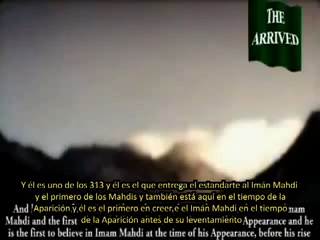 THE
ARRIVED
Y él es uno de los 313 y él es el que entrega el estandarte al Imán Mahdi
y el primero de los Mahdis y también está aquí en el tiempo de la
Aparición y él es el primero en creer,e el Imán Mahdi en el tiempo
de la Aparición antes de su leventamiento
And
nam
Mahdi and the first
Appearance and he
is the first to believe in Imam Mahdi at the time of his Appearance, before his rise